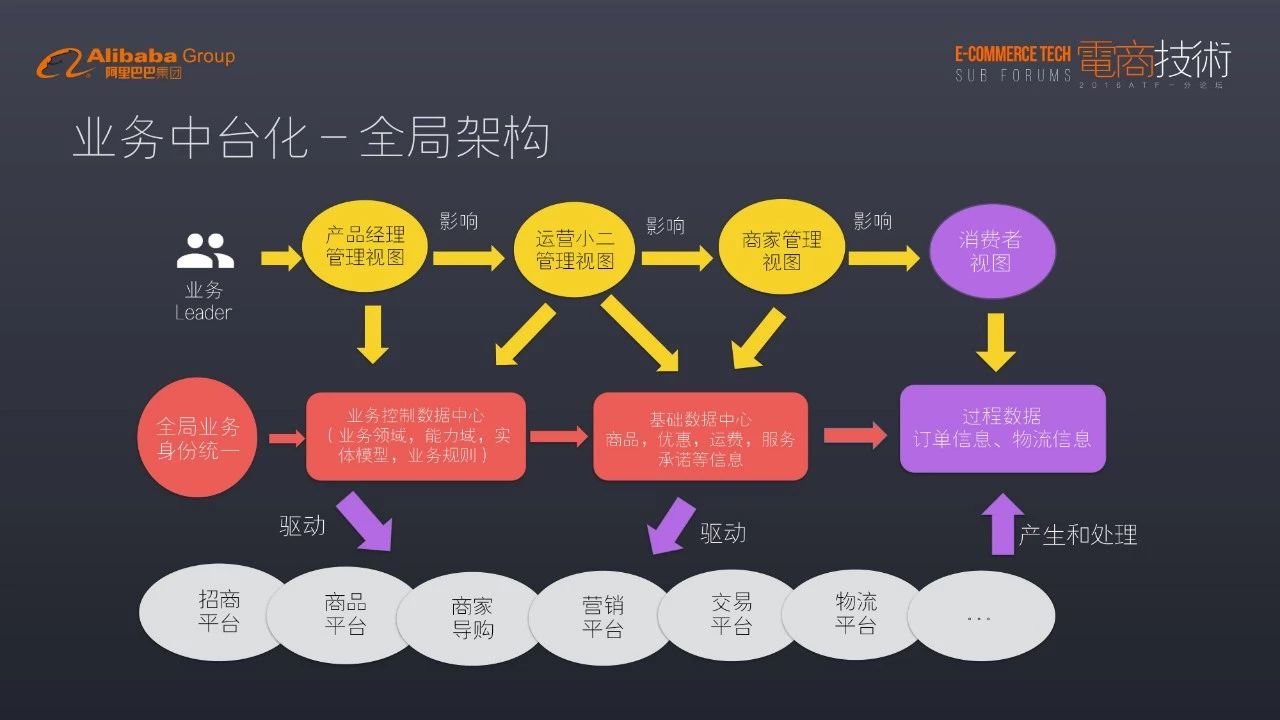 Alibaba Group
阿里巴巴集团
E-COMMERCE TECH
SUB FORUMS
電商技術
2016ATF一分论坛
业务中台化-全局架构
业务
Leader
产品经理
管理视图
影响
运营小二
管理视图
影响
商家管理
视图
影响
消费者
视图
全局业务
身份统一
业务控制数据中心
(业务领域,能力域,实
体模型,业务规则)
基础数据中心
商品,优惠,运费,服务
承诺等信息
过程数据
订单信息、物流信息
驱动
驱动
产生和处理
招商
平台
商品
平台
商家
导购
营销
平台
交易
平台
物流
平台
...